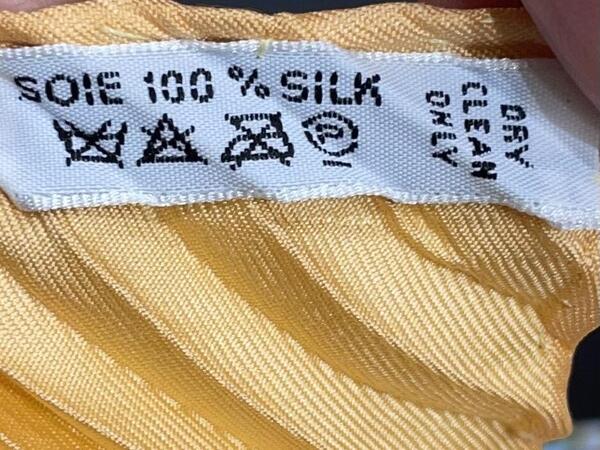 SOIE 100 % SILK
P
DRY
CLEAN
ONLY